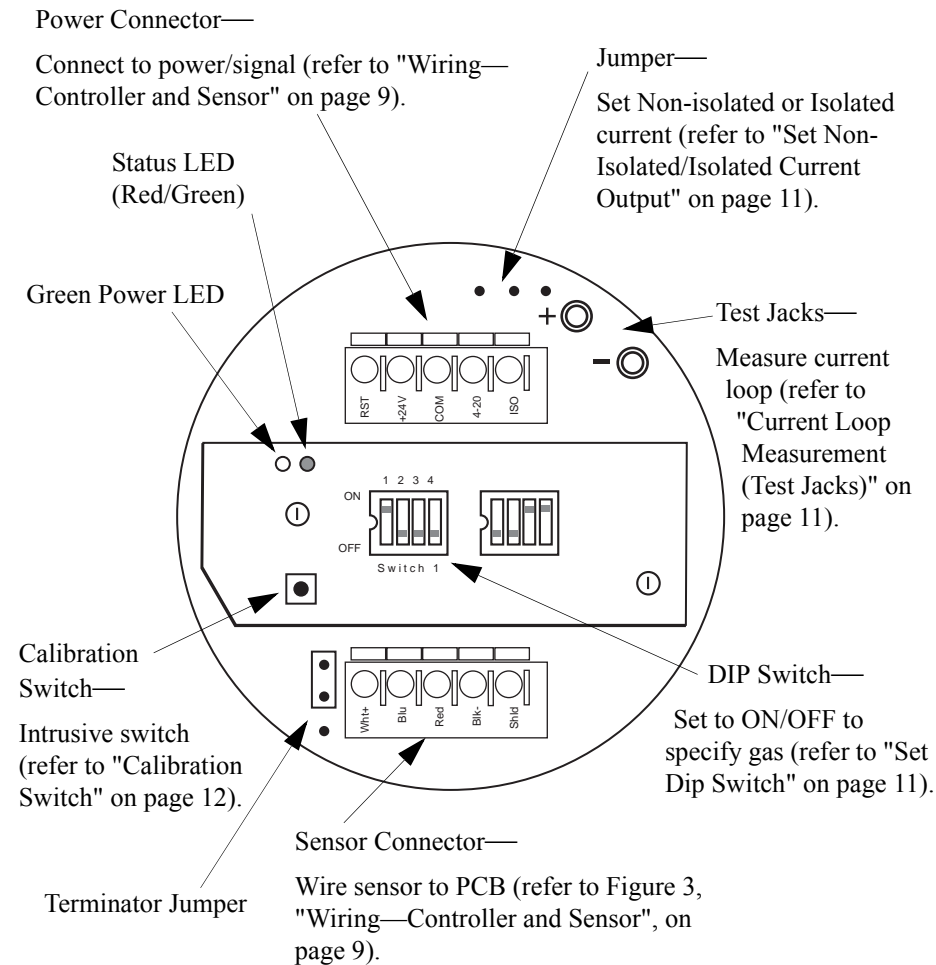 Power Connector—
Connect to power/signal (refer to "Wiring—
Controller and Sensor" on page 9).
Jumper—
Set Non-isolated or Isolated
current (refer to "Set Non-
Isolated/Isolated Current
Output" on page 11).
Status LED
(Red/Green)
Green Power LED
Test Jacks—
Measure current
loop (refer to
"Current Loop
Measurement
(Test Jacks)" on
page 11).
+
-
RST
+24V
COM
4-20
ISO
1 2 3 4
ON
OFF
Switch 1
Calibration
Switch—
Intrusive switch
(refer to "Calibration
Switch" on page 12).
Wht+
Blu
Red
Blk-
Shld
DIP Switch—
Set to ON/OFF to
specify gas (refer to "Set
Dip Switch" on page 11).
Terminator Jumper
Sensor Connector—
Wire sensor to PCB (refer to Figure 3,
"Wiring—Controller and Sensor", on
page 9).